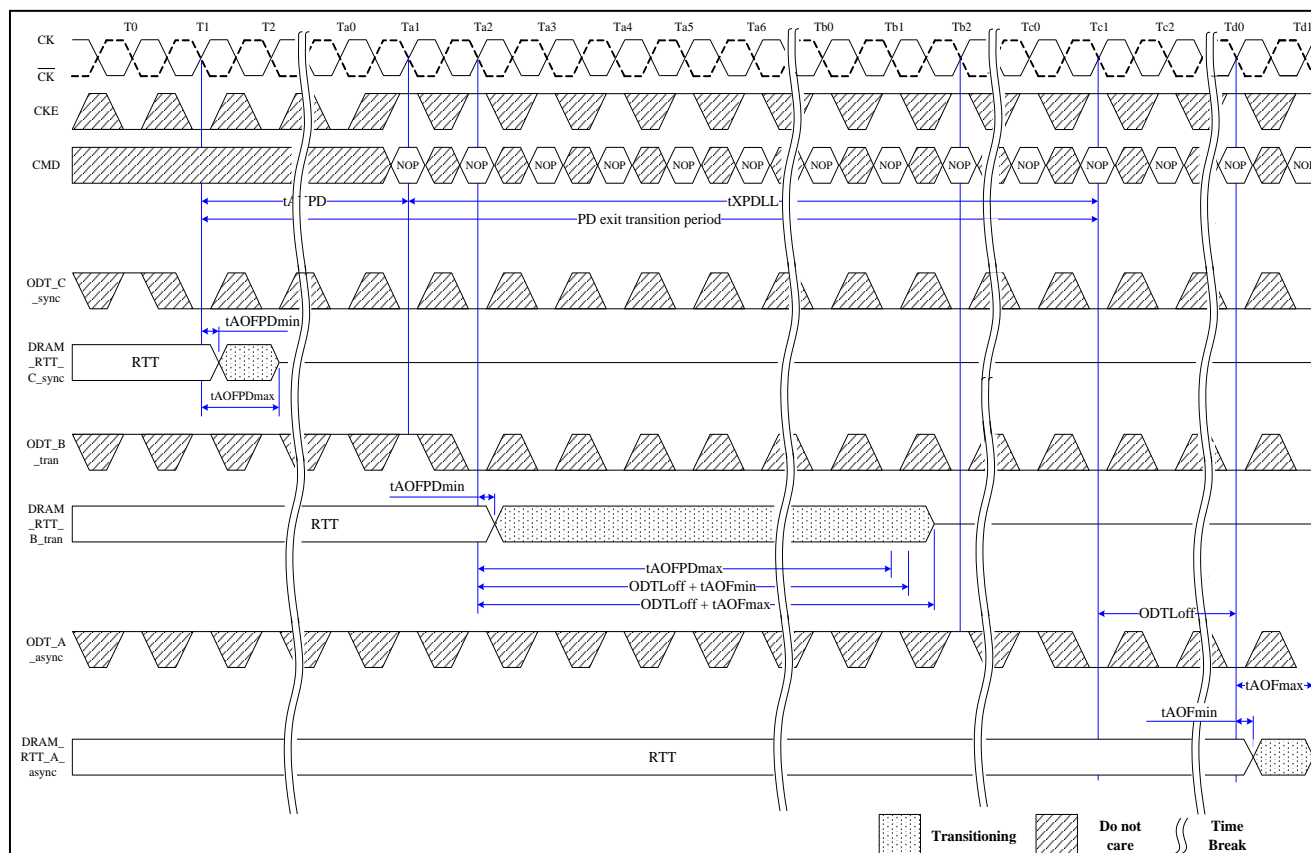 T0 T1 T2 Ta0 Ta1 Ta2 Ta3 Ta4 Ta5 Ta6 Tb0 Tb1 Tb2 Tc0 Tc1 Tc2 Td0 Td1
CK
CK
CKE
CMD
NOP NOP NOP NOP NOP NOP NOP NOP NOP NOP NOP NOP NOP NOP
PD
tXPDLL
PD exit transition period
ODT_C
_sync
tAOFPDmin
DRAM
_RTT_
C_sync
RTT
tAOFPDmax
ODT_B
_tran
tAOFPDmin
DRAM
_RTT_
B_tran
RTT
tAOFPDmax
ODTLoff + tAOFmin
ODTLoff + tAOFmax
ODTLoff
ODT_A
_async
tAOFmax
tAOFmin
DRAM_
RTT_A_
async
RTT
Transitioning
Do not
care
Time
Break